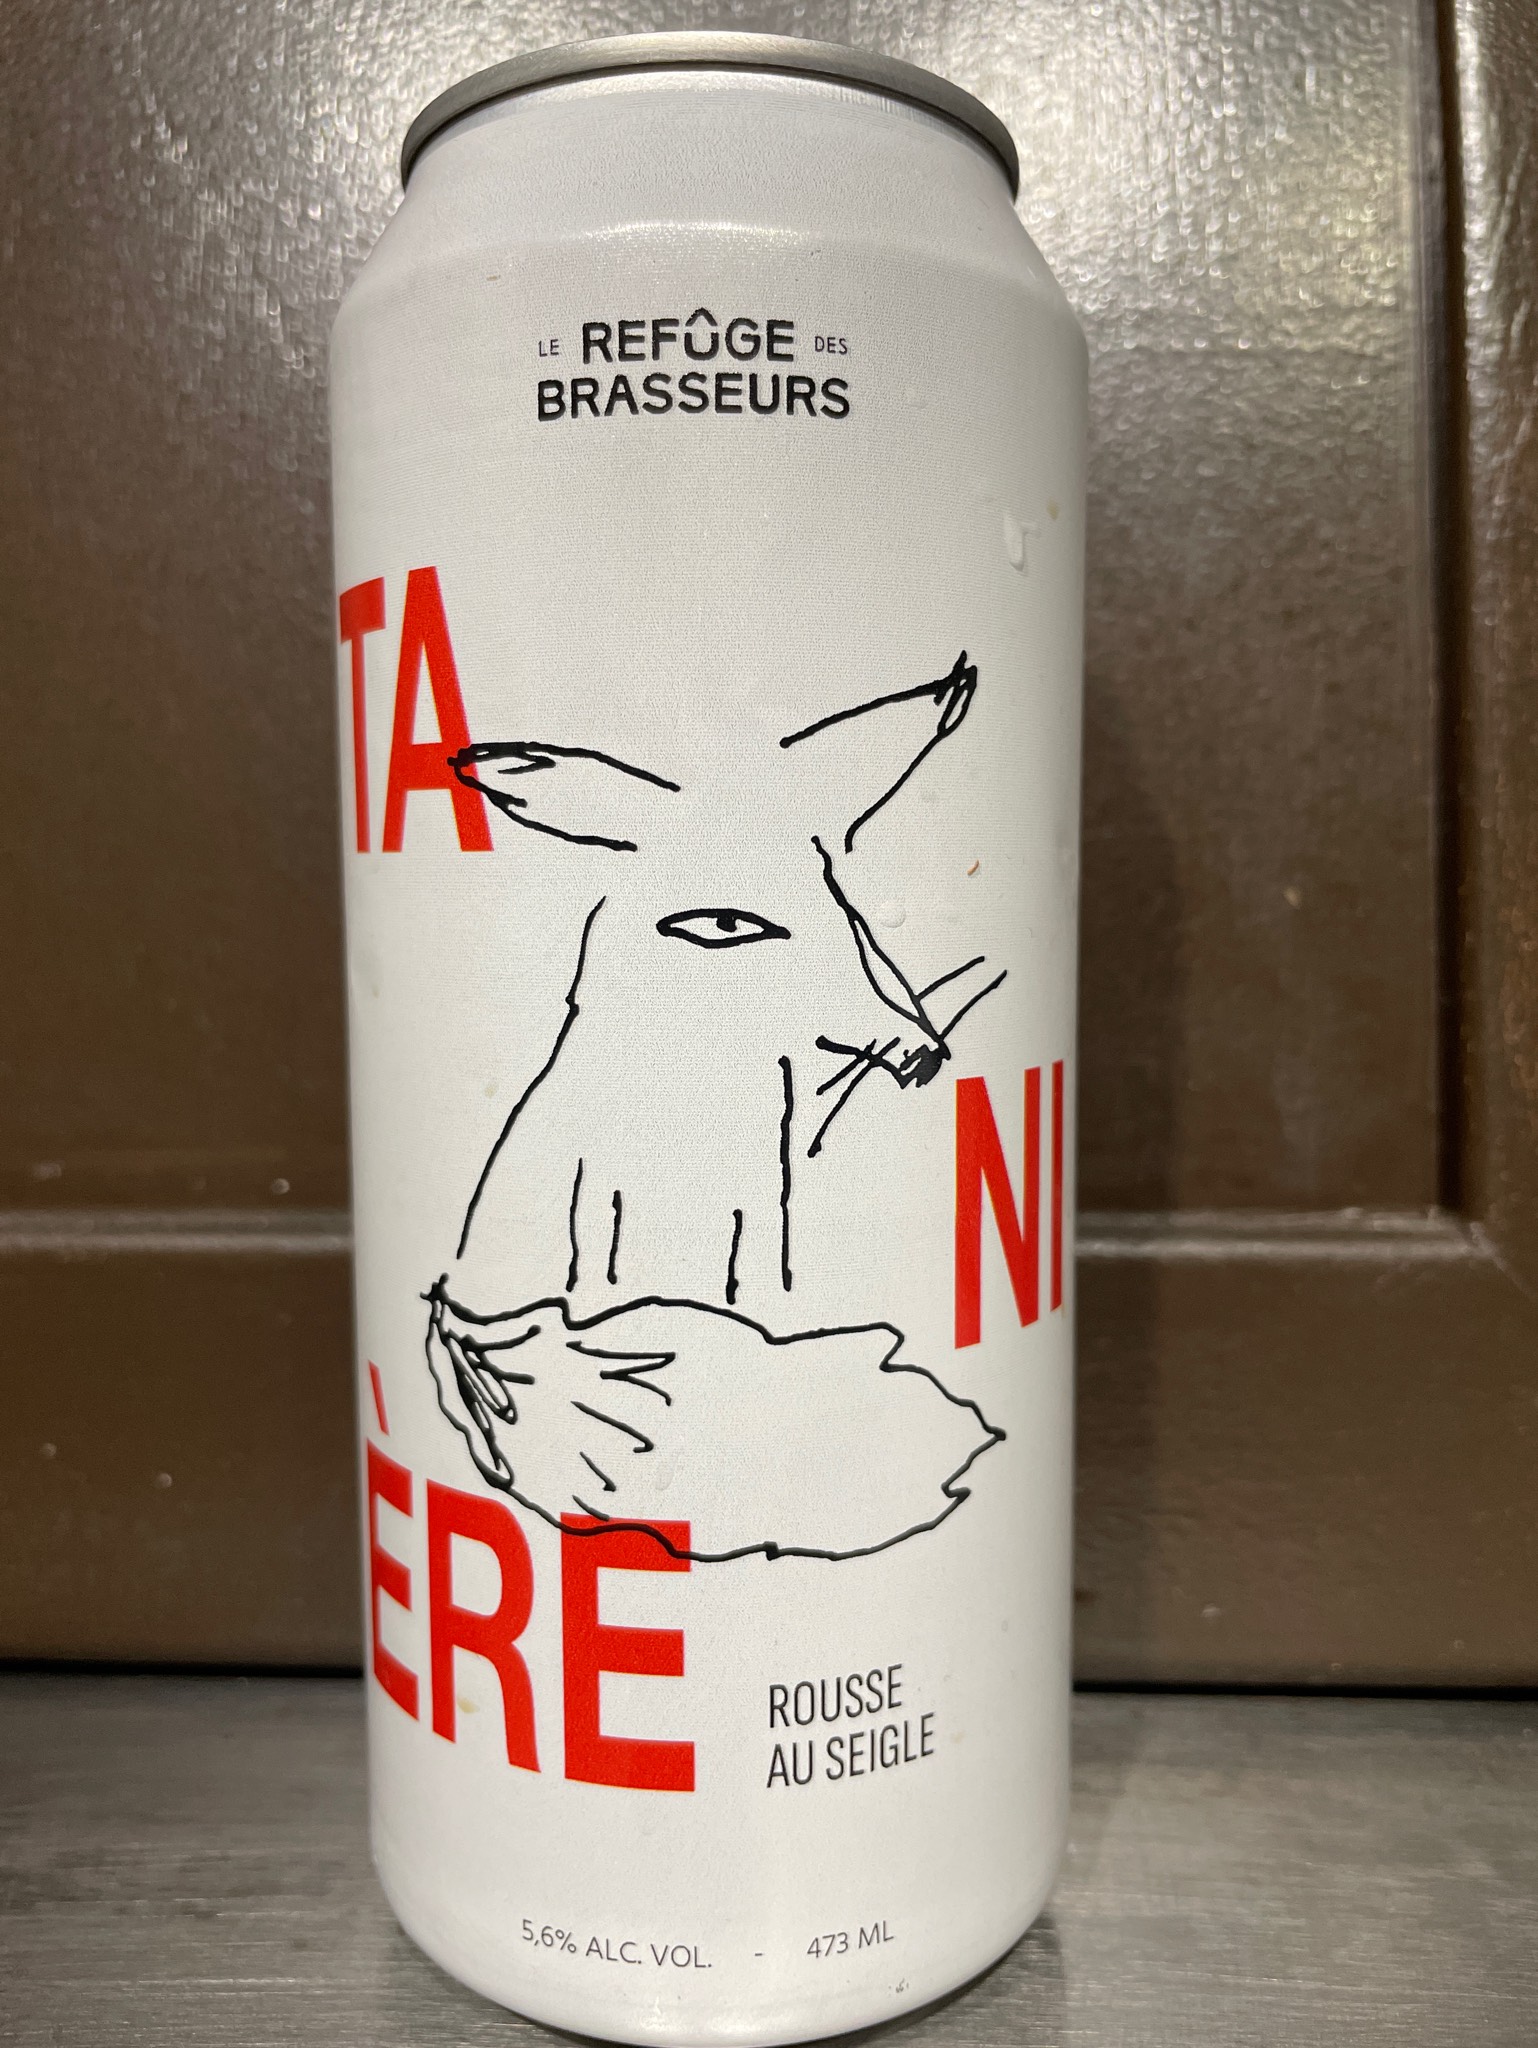 LE REFÛGE DES
BRASSEURS
TA
NI
ÈRE
ROUSSE
AU SEIGLE
5,6% ALC. VOL. - 473 ML